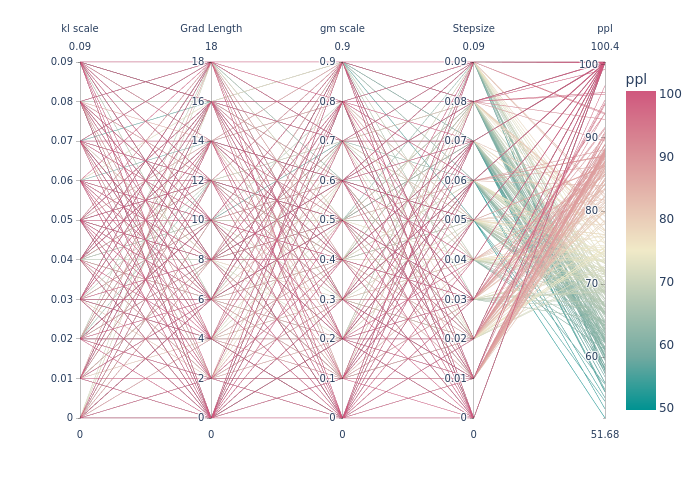 kl scale Grad Length gm scale Stepsize ppl
0.09 18 0.9 0.09 100.4
0.09 18 0.9 0.09 100
ppl
100
0.08 16 0.8 0.08
0.07 14 0.7 0.07 90
90
0.06 12 0.6 0.06
0.05 10 0.5 0.05 80
80
0.04 8 0.4 0.04
70
70
0.03 6 0.3 0.03
0.02 4 0.2 0.02
60
60
0.01 2 0.1 0.01
50
0 0 0 0
0 0 0 0 51.68